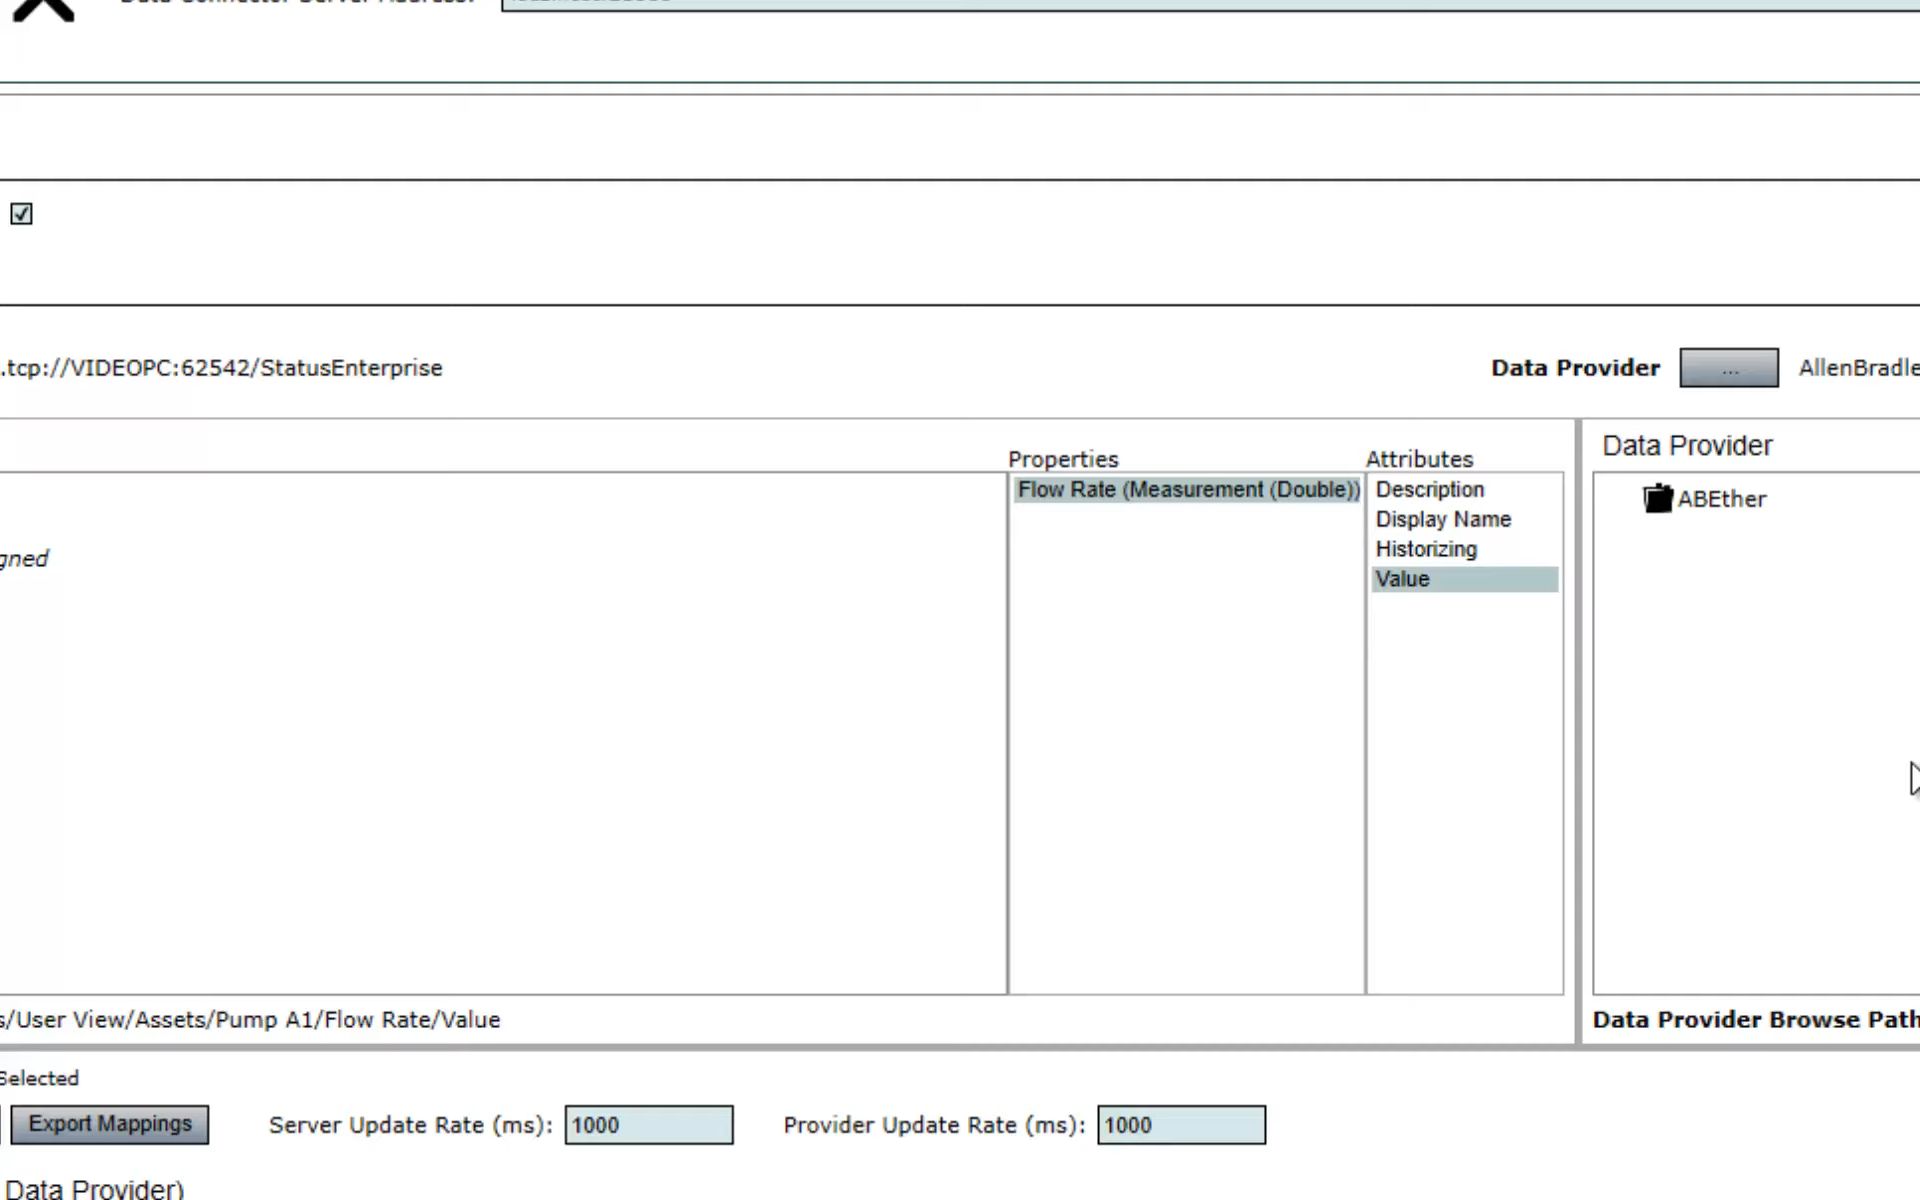 .tcp://VIDEOPC:62542/StatusEnterprise
Data Provider
...
Properties
Attributes
Data Provider
Flow Rate (Measurement (Double))
Description
Display Name
Historizing
Value
ABEther
s/User View/Assets/Pump A1/Flow Rate/Value
Data Provider Browse Path
Selected
Export Mappings
Server Update Rate (ms):
1000
Provider Update Rate (ms):
1000
Data Provider)